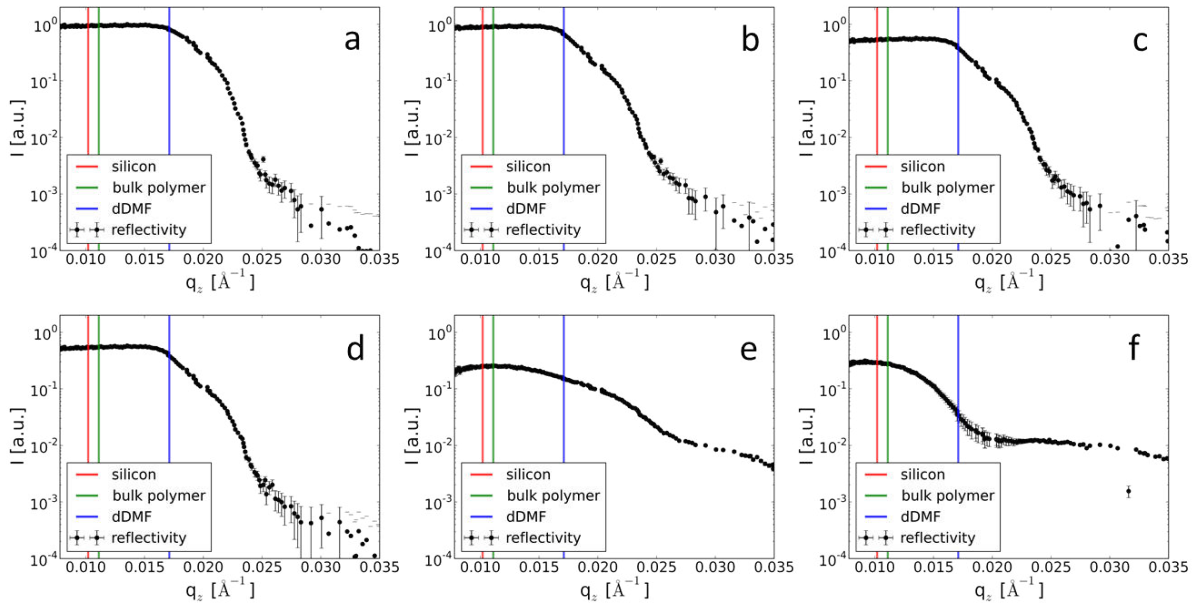 a
10⁰
10⁻¹
10⁻²
10⁻³
10⁻⁴
I [a.u.]
silicon
bulk polymer
dDMF
reflectivity
0.010 0.015 0.020 0.025 0.030 0.035
q_z [Å⁻¹]
b
10⁰
10⁻¹
10⁻²
10⁻³
10⁻⁴
I [a.u.]
silicon
bulk polymer
dDMF
reflectivity
0.010 0.015 0.020 0.025 0.030 0.035
q_z [Å⁻¹]
c
10⁰
10⁻¹
10⁻²
10⁻³
10⁻⁴
I [a.u.]
silicon
bulk polymer
dDMF
reflectivity
0.010 0.015 0.020 0.025 0.030 0.035
q_z [Å⁻¹]
d
10⁰
10⁻¹
10⁻²
10⁻³
10⁻⁴
I [a.u.]
silicon
bulk polymer
dDMF
reflectivity
0.010 0.015 0.020 0.025 0.030 0.035
q_z [Å⁻¹]
e
10⁰
10⁻¹
10⁻²
10⁻³
10⁻⁴
I [a.u.]
silicon
bulk polymer
dDMF
reflectivity
0.010 0.015 0.020 0.025 0.030 0.035
q_z [Å⁻¹]
f
10⁰
10⁻¹
10⁻²
10⁻³
10⁻⁴
I [a.u.]
silicon
bulk polymer
dDMF
reflectivity
0.010 0.015 0.020 0.025 0.030 0.035
q_z [Å⁻¹]